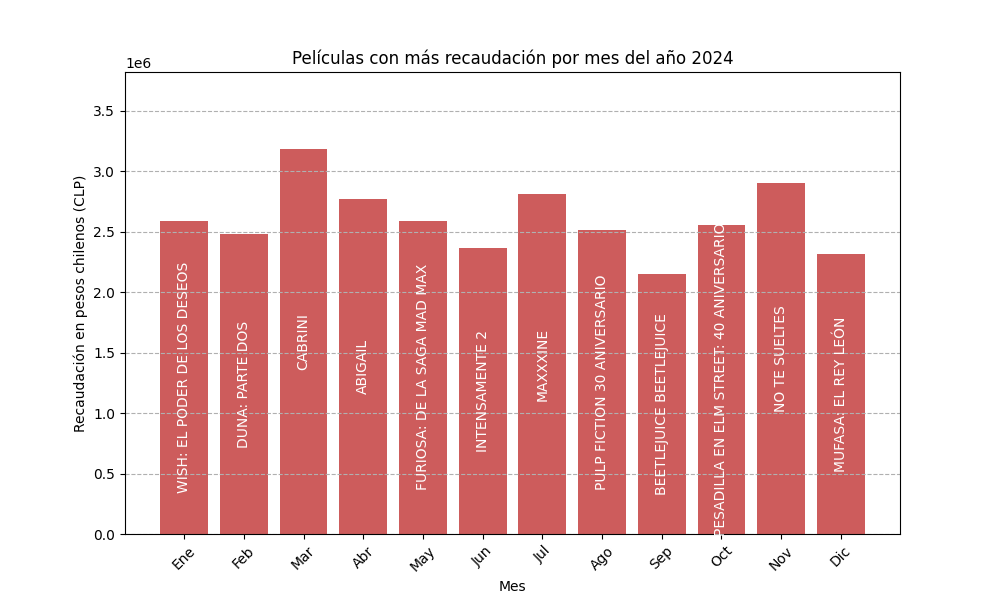 Películas con más recaudación por mes del año 2024
1e6
Recaudación en pesos chilenos (CLP)
3.5
3.0
2.5
2.0
1.5
1.0
0.5
0.0
WISH: EL PODER DE LOS DESEOS
DUNA: PARTE DOS
CABRINI
ABIGAIL
FURIOSA: DE LA SAGA MAD MAX
INTENSAMENTE 2
MAXXXINE
PULP FICTION 30 ANIVERSARIO
BEETLEJUICE BEETLEJUICE
PESADILLA EN ELM STREET: 40 ANIVERSARIO
NO TE SUELTES
MUFASA: EL REY LEÓN
Ene
Feb
Mar
Abr
May
Jun
Jul
Ago
Sep
Oct
Nov
Dic
Mes